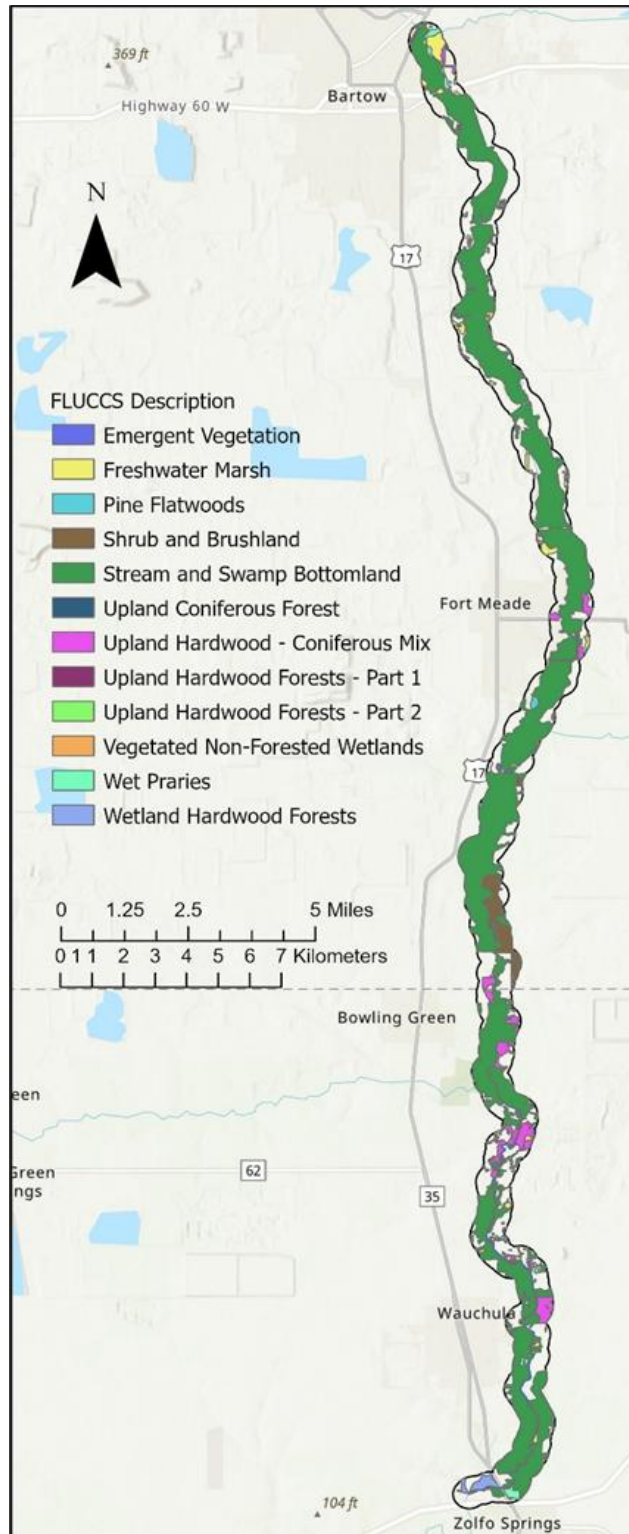 369 ft
Bartow
Highway 60 W
N
17
FLUCCS Description
Emergent Vegetation
Freshwater Marsh
Pine Flatwoods
Shrub and Brushland
Stream and Swamp Bottomland
Upland Coniferous Forest
Fort Meade
Upland Hardwood - Coniferous Mix
Upland Hardwood Forests - Part 1
Upland Hardwood Forests - Part 2
Vegetated Non-Forested Wetlands
17
Wet Praries
Wetland Hardwood Forests
0 1.25 2.5 5 Miles
0 1 1 2 3 4 5 6 7 Kilometers
Bowling Green
een
Green
ngs
62
35
Wauchula
104 ft
Zolfo Springs